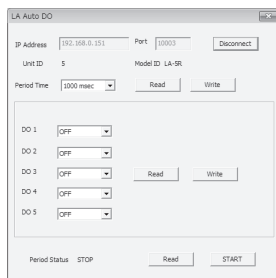 LA Auto DO
IP Address 192.168.0.151 Port 10003 Disconnect
Unit ID 5 Model ID LA-5R
Period Time 1000 msec Read Write
DO 1 OFF
DO 2 OFF
DO 3 OFF Read Write
DO 4 OFF
DO 5 OFF
Period Status STOP Read START